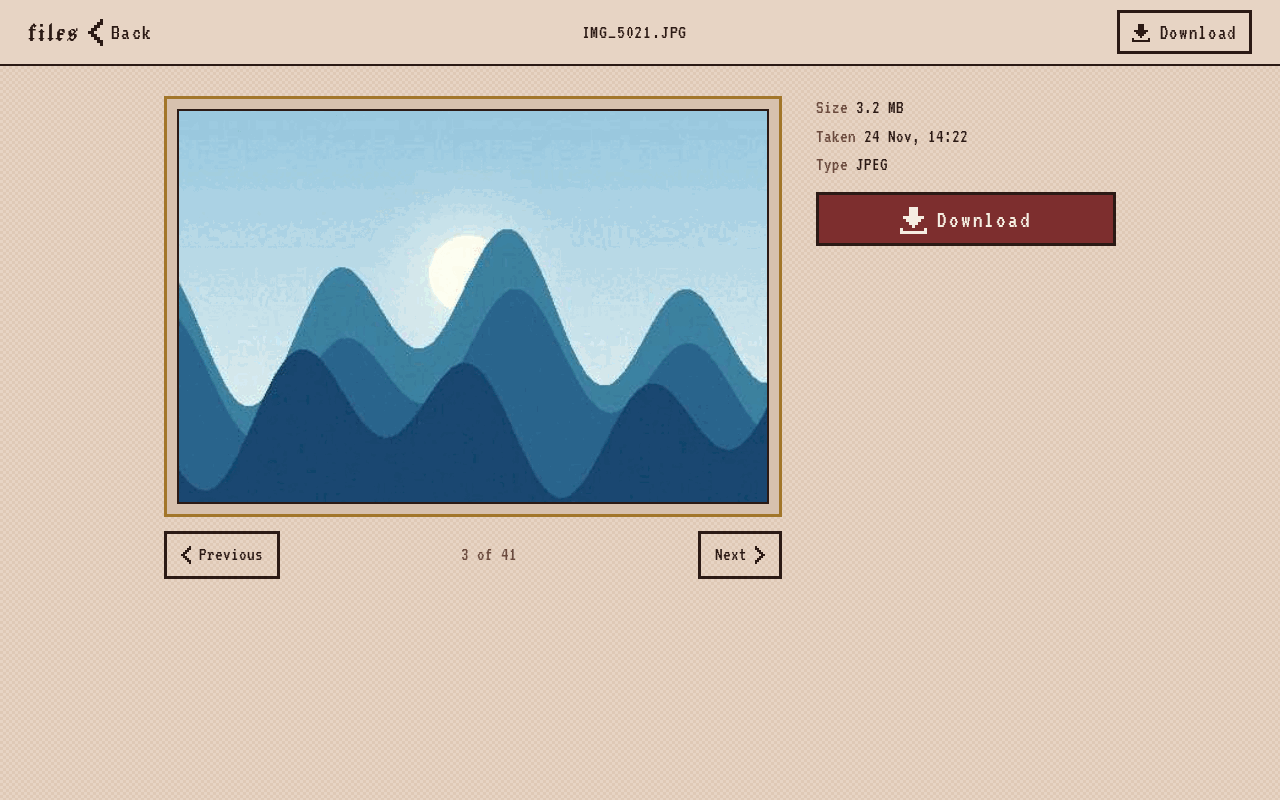 files Back
IMG_5021.JPG
Download
Size 3.2 MB
Taken 24 Nov, 14:22
Type JPEG
Download
Previous
3 of 41
Next